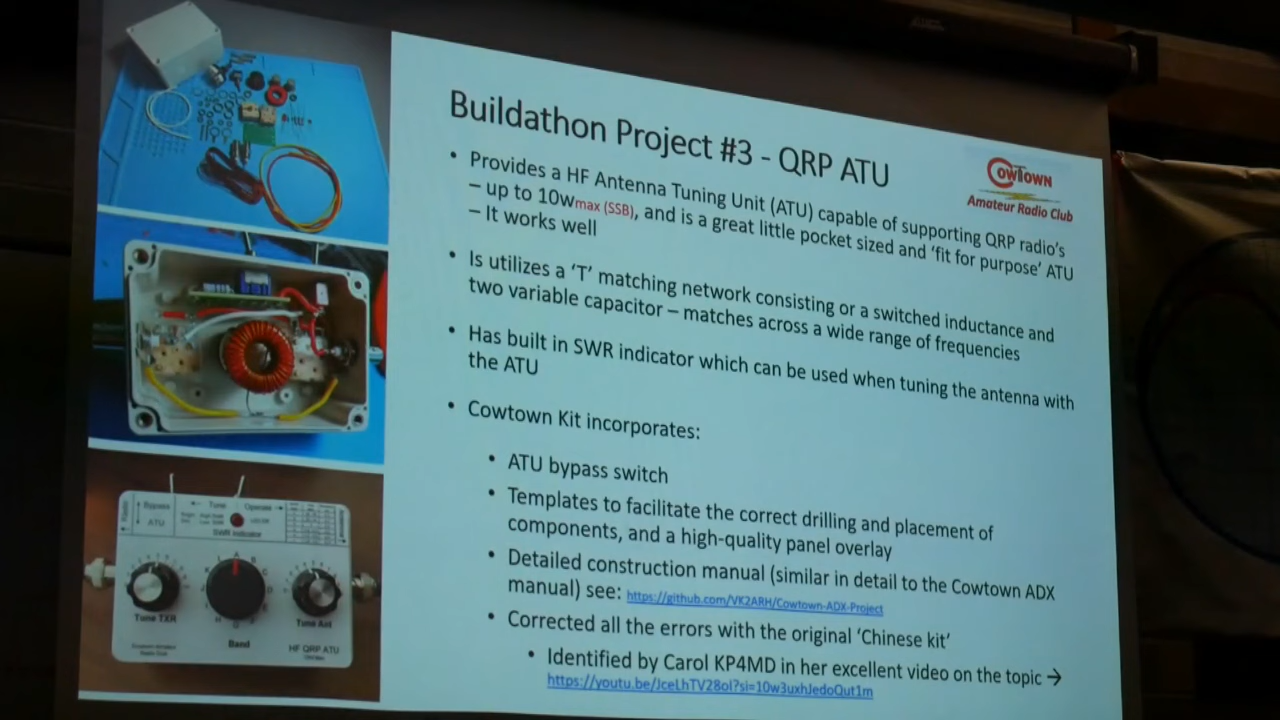 Buildathon Project #3 - QRP ATU
COWTOWN
Amateur Radio Club
• Provides a HF Antenna Tuning Unit (ATU) capable of supporting QRP radio's
– up to 10wmax (SSB), and is a great little pocket sized and 'fit for purpose' ATU
– It works well
• Is utilizes a 'T' matching network consisting or a switched inductance and
two variable capacitor – matches across a wide range of frequencies
• Has built in SWR indicator which can be used when tuning the antenna with
the ATU
• Cowtown Kit incorporates:
• ATU bypass switch
• Templates to facilitate the correct drilling and placement of
components, and a high-quality panel overlay
• Detailed construction manual (similar in detail to the Cowtown ADX
manual) see: https://github.com/VK2ARH/Cowtown-ADX-Project
• Corrected all the errors with the original 'Chinese kit'
• Identified by Carol KP4MD in her excellent video on the topic →
https://youtu.be/JceLhTV28oI?si=10w3uxhJedoQut1m
Bypass
ATU
Tune
Operate
SWR Indicator
Tune TXR
Band
Tune Ant
HF QRP ATU